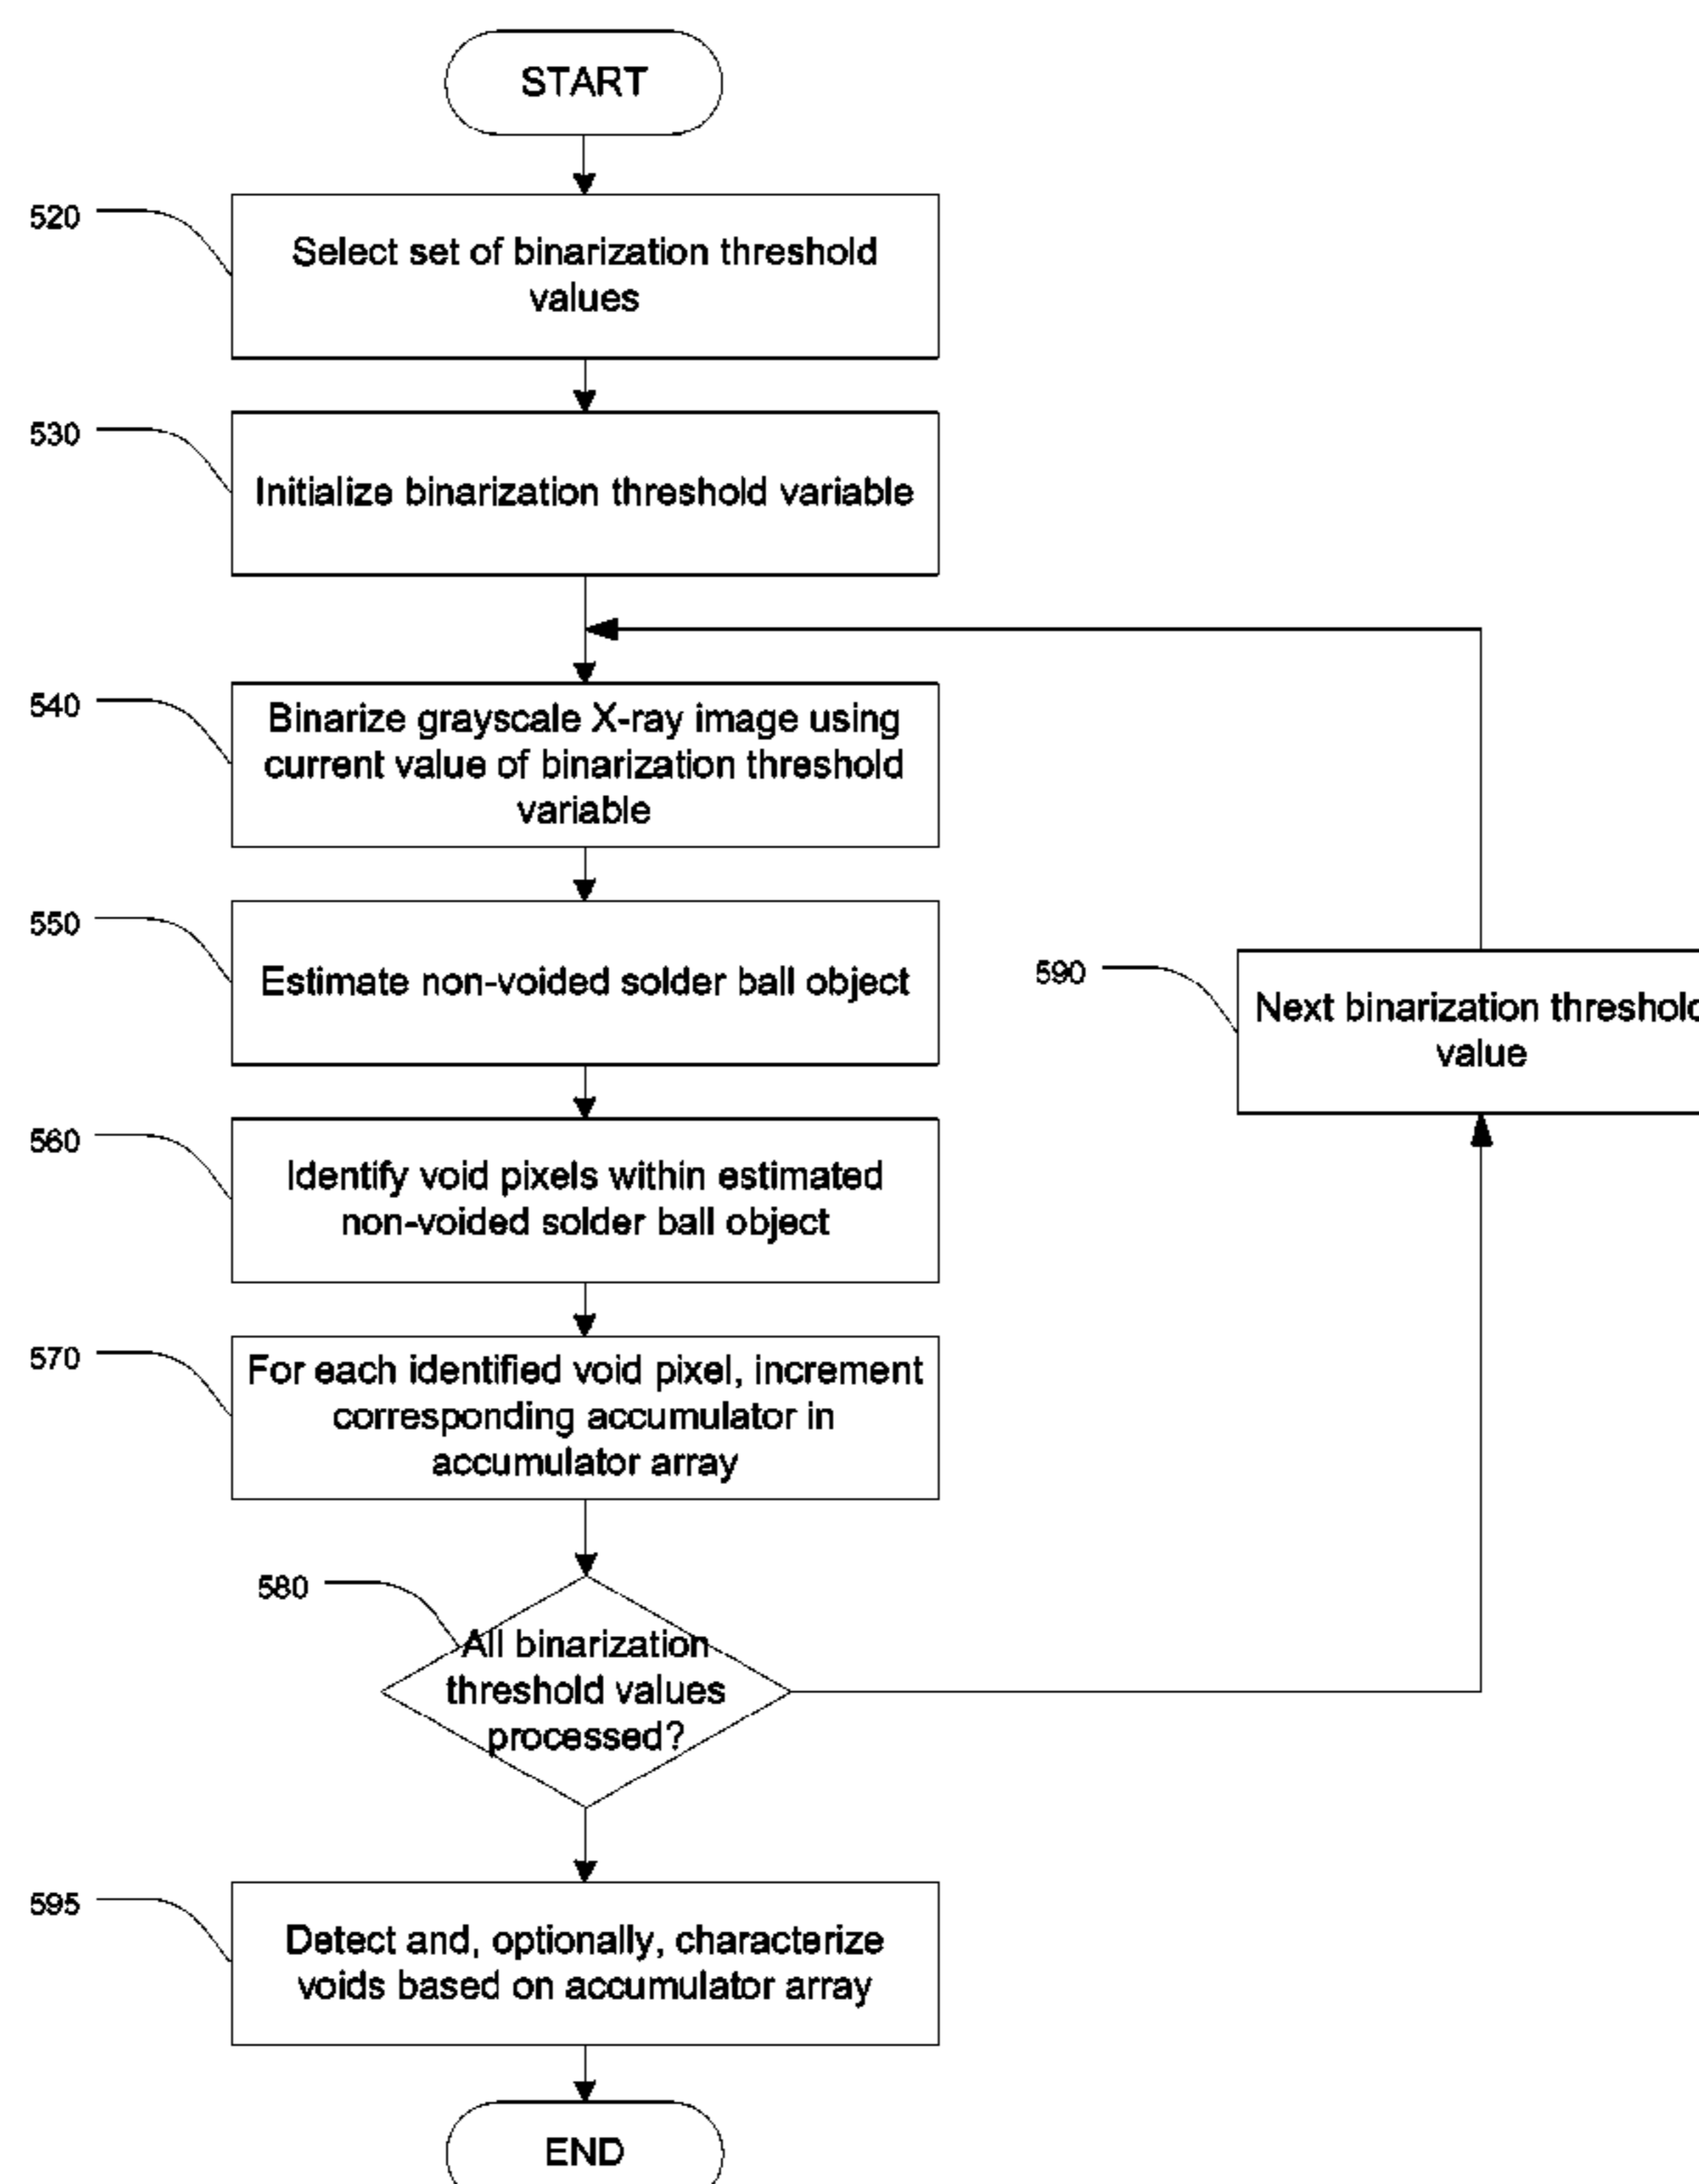 START
520
Select set of binarization threshold
values
530
Initialize binarization threshold variable
540
Binarize grayscale X-ray image using
current value of binarization threshold
variable
550
Estimate non-voided solder ball object
590
Next binarization threshold
value
560
Identify void pixels within estimated
non-voided solder ball object
570
For each identified void pixel, increment
corresponding accumulator in
accumulator array
580
All binarization
threshold values
processed?
595
Detect and, optionally, characterize
voids based on accumulator array
END